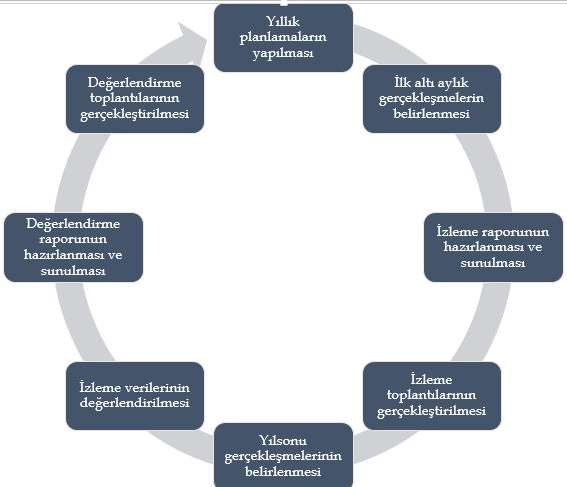 Yıllık
planlamaların
yapılması
İlk altı aylık
gerçekleşmelerin
belirlenmesi
İzleme raporunun
hazırlanması ve
sunulması
İzleme
toplantılarının
gerçekleştirilmesi
Yılsonu
gerçekleşmelerinin
belirlenmesi
İzleme verilerinin
değerlendirilmesi
Değerlendirme
raporunun
hazırlanması ve
sunulması
Değerlendirme
toplantılarının
gerçekleştirilmesi